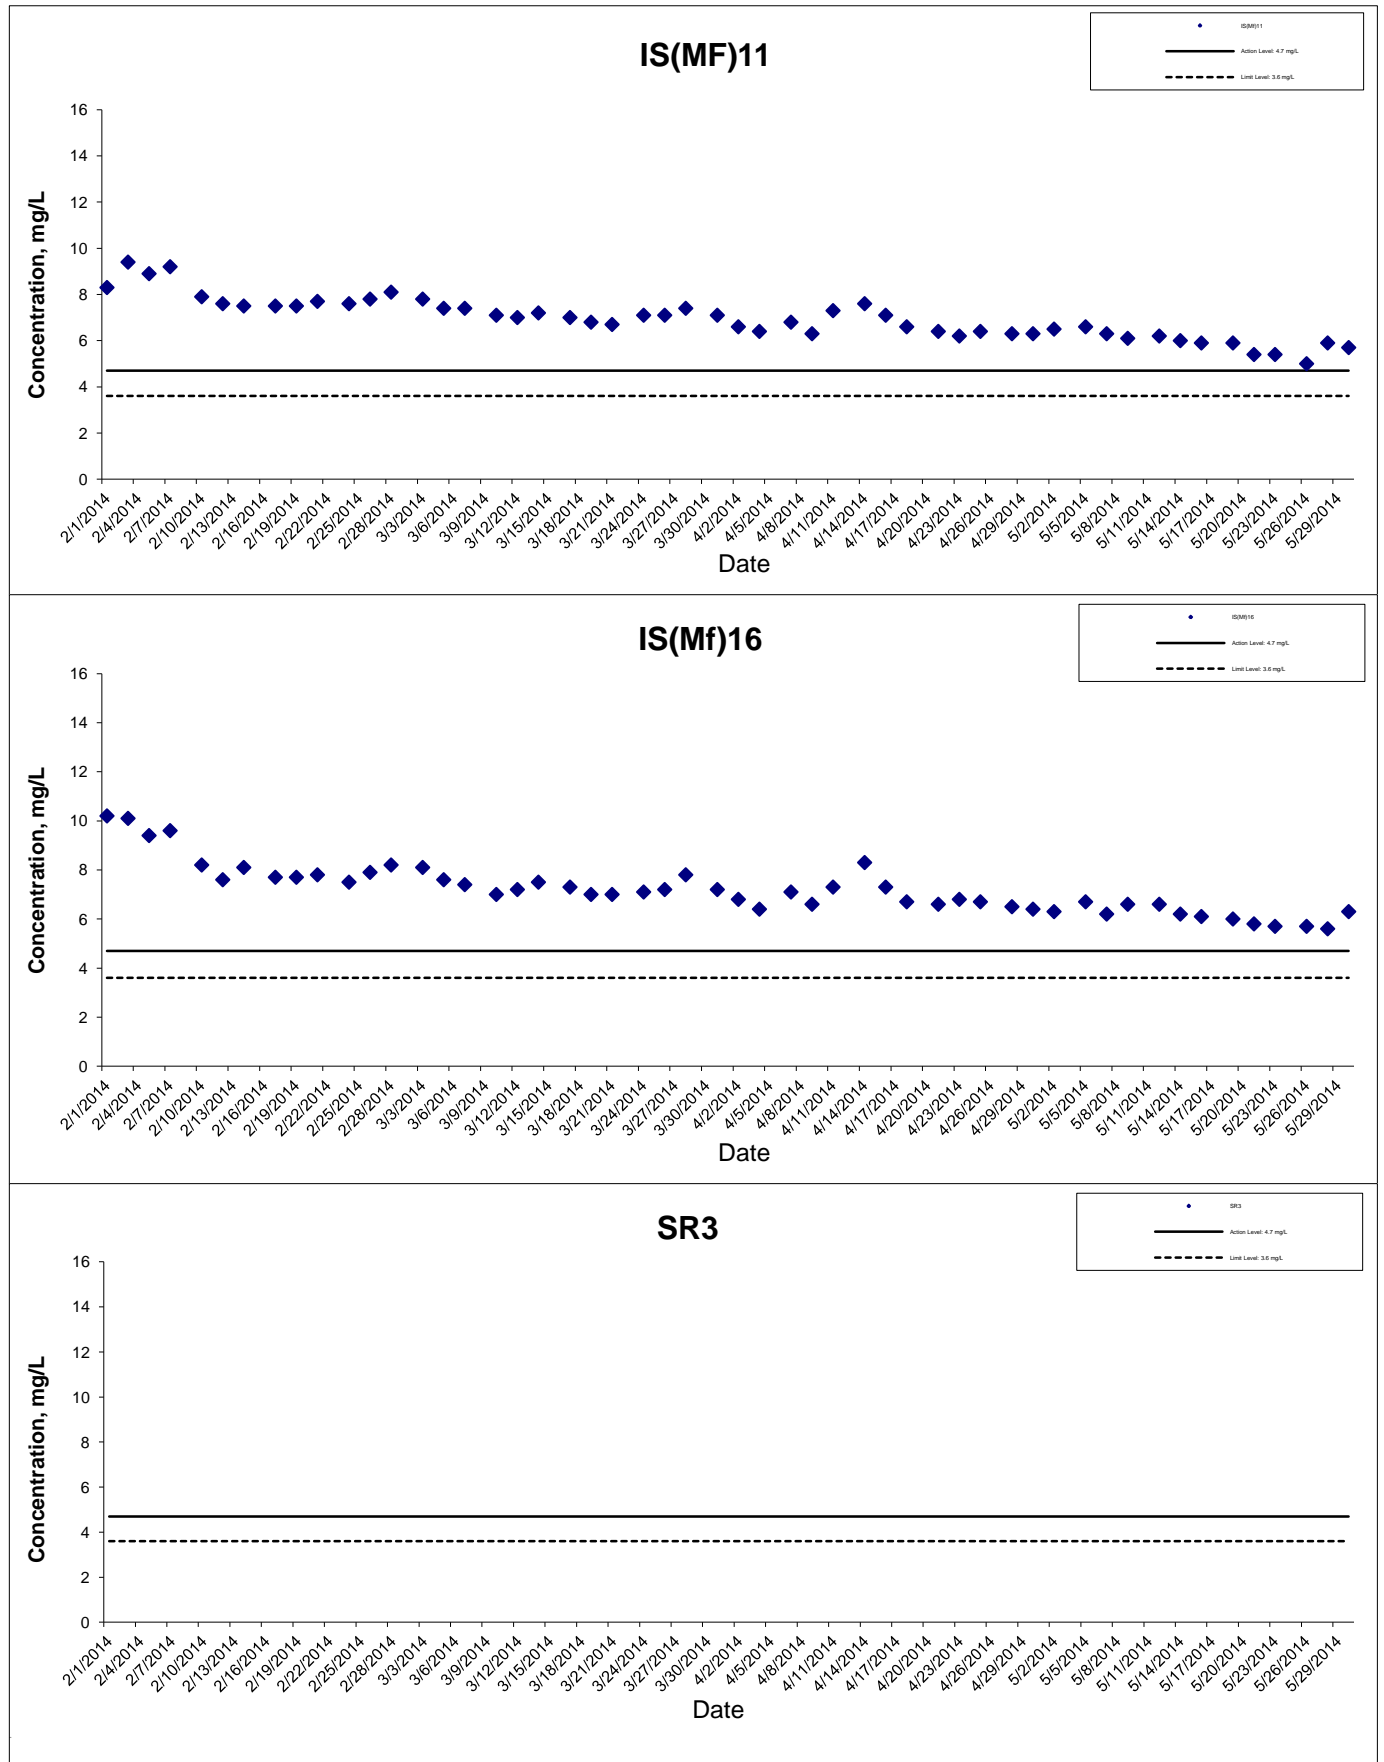 IS(MF)11
IS(Mf)11
Action Level: 4.7 mg/L
Limit Level: 3.6 mg/L
Concentration, mg/L
16
14
12
10
8
6
4
2
0
2/1/2014 2/4/2014 2/7/2014 2/10/2014 2/13/2014 2/16/2014 2/19/2014 2/22/2014 2/25/2014 2/28/2014 3/3/2014 3/6/2014 3/9/2014 3/12/2014 3/15/2014 3/18/2014 3/21/2014 3/24/2014 3/27/2014 3/30/2014 4/2/2014 4/5/2014 4/8/2014 4/11/2014 4/14/2014 4/17/2014 4/20/2014 4/23/2014 4/26/2014 4/29/2014 5/2/2014 5/5/2014 5/8/2014 5/11/2014 5/14/2014 5/17/2014 5/20/2014 5/23/2014 5/26/2014 5/29/2014
Date
IS(Mf)16
IS(Mf)16
Action Level: 4.7 mg/L
Limit Level: 3.6 mg/L
Concentration, mg/L
16
14
12
10
8
6
4
2
0
2/1/2014 2/4/2014 2/7/2014 2/10/2014 2/13/2014 2/16/2014 2/19/2014 2/22/2014 2/25/2014 2/28/2014 3/3/2014 3/6/2014 3/9/2014 3/12/2014 3/15/2014 3/18/2014 3/21/2014 3/24/2014 3/27/2014 3/30/2014 4/2/2014 4/5/2014 4/8/2014 4/11/2014 4/14/2014 4/17/2014 4/20/2014 4/23/2014 4/26/2014 4/29/2014 5/2/2014 5/5/2014 5/8/2014 5/11/2014 5/14/2014 5/17/2014 5/20/2014 5/23/2014 5/26/2014 5/29/2014
Date
SR3
SR3
Action Level: 4.7 mg/L
Limit Level: 3.6 mg/L
Concentration, mg/L
16
14
12
10
8
6
4
2
0
2/1/2014 2/4/2014 2/7/2014 2/10/2014 2/13/2014 2/16/2014 2/19/2014 2/22/2014 2/25/2014 2/28/2014 3/3/2014 3/6/2014 3/9/2014 3/12/2014 3/15/2014 3/18/2014 3/21/2014 3/24/2014 3/27/2014 3/30/2014 4/2/2014 4/5/2014 4/8/2014 4/11/2014 4/14/2014 4/17/2014 4/20/2014 4/23/2014 4/26/2014 4/29/2014 5/2/2014 5/5/2014 5/8/2014 5/11/2014 5/14/2014 5/17/2014 5/20/2014 5/23/2014 5/26/2014 5/29/2014
Date